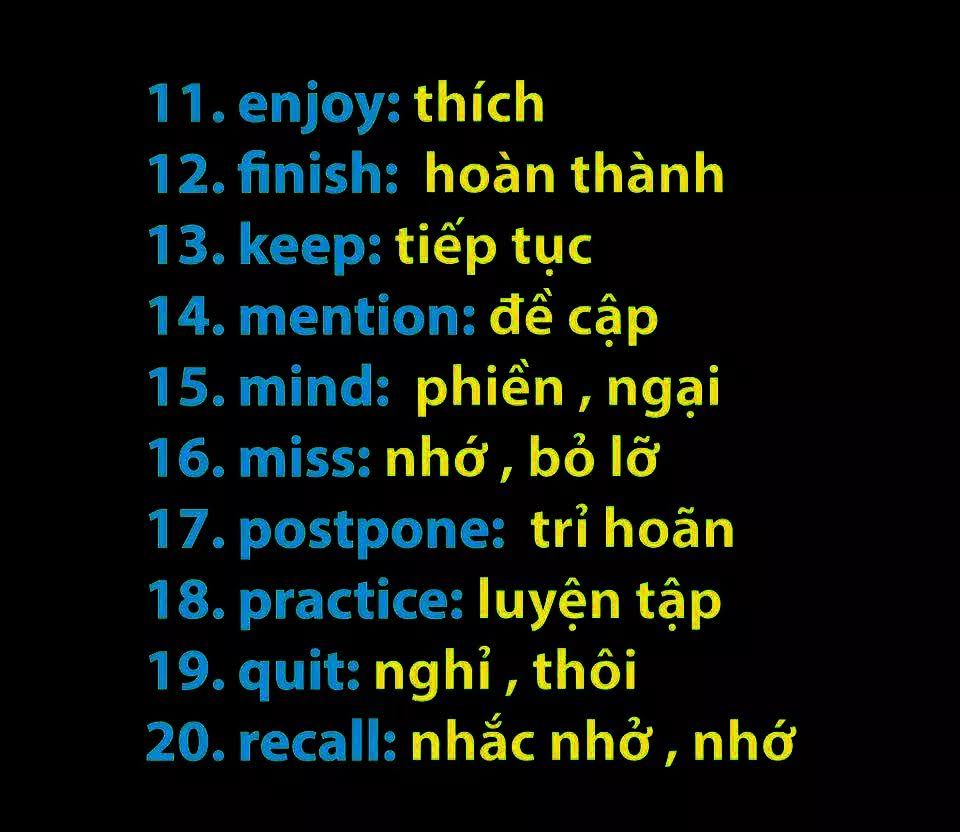 11. enjoy: thích
12. finish: hoàn thành
13. keep: tiếp tục
14. mention: đề cập
15. mind: phiền , ngại
16. miss: nhớ , bỏ lỡ
17. postpone: trỉ hoãn
18. practice: luyện tập
19. quit: nghỉ , thôi
20. recall: nhắc nhở , nhớ